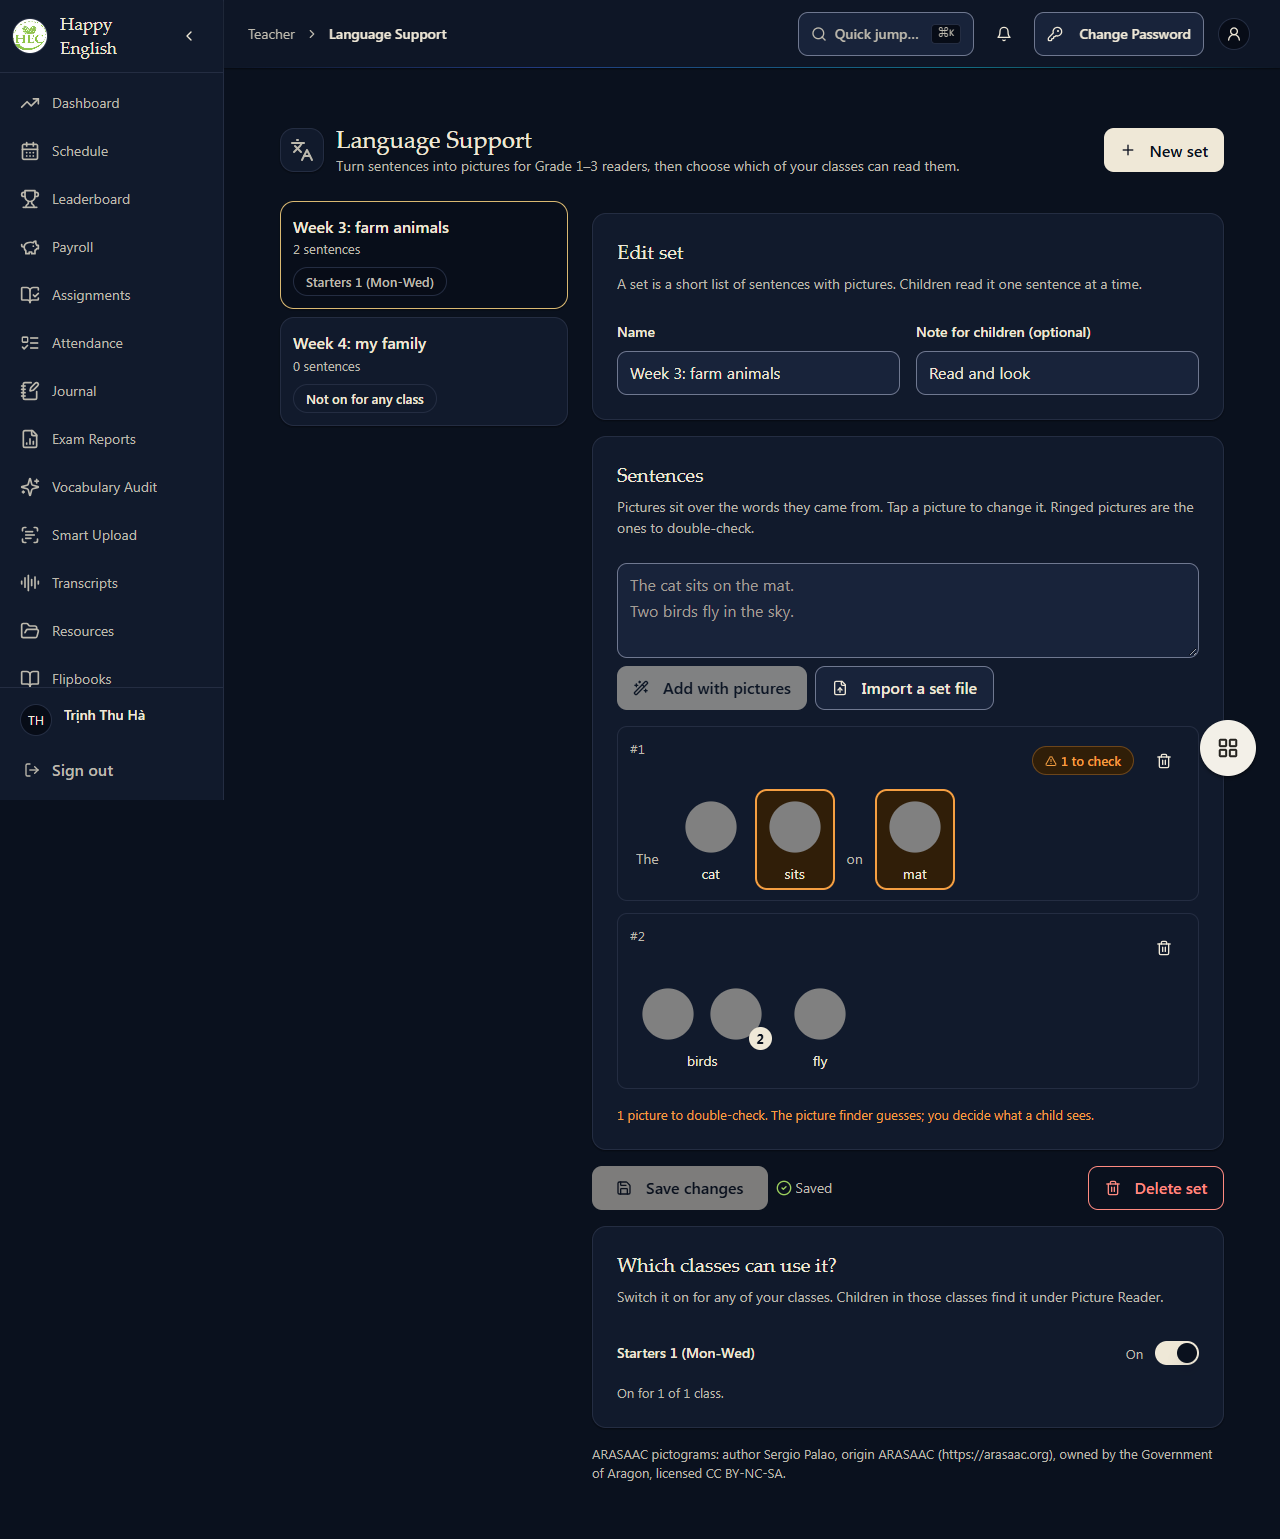 HEC
Happy
English
Teacher > Language Support
Quick jump... ⌘K
Change Password
Dashboard
Schedule
Leaderboard
Payroll
Assignments
Attendance
Journal
Exam Reports
Vocabulary Audit
Smart Upload
Transcripts
Resources
Flipbooks
TH Trịnh Thu Hà
Sign out
Language Support
Turn sentences into pictures for Grade 1–3 readers, then choose which of your classes can read them.
+ New set
Week 3: farm animals
2 sentences
Starters 1 (Mon-Wed)
Week 4: my family
0 sentences
Not on for any class
Edit set
A set is a short list of sentences with pictures. Children read it one sentence at a time.
Name
Week 3: farm animals
Note for children (optional)
Read and look
Sentences
Pictures sit over the words they came from. Tap a picture to change it. Ringed pictures are the
ones to double-check.
The cat sits on the mat.
Two birds fly in the sky.
Add with pictures
Import a set file
#1
1 to check
The cat sits on mat
#2
2
birds fly
1 picture to double-check. The picture finder guesses; you decide what a child sees.
Save changes
Saved
Delete set
Which classes can use it?
Switch it on for any of your classes. Children in those classes find it under Picture Reader.
Starters 1 (Mon-Wed)
On
On for 1 of 1 class.
ARASAAC pictograms: author Sergio Palao, origin ARASAAC (https://arasaac.org), owned by the Government
of Aragon, licensed CC BY-NC-SA.